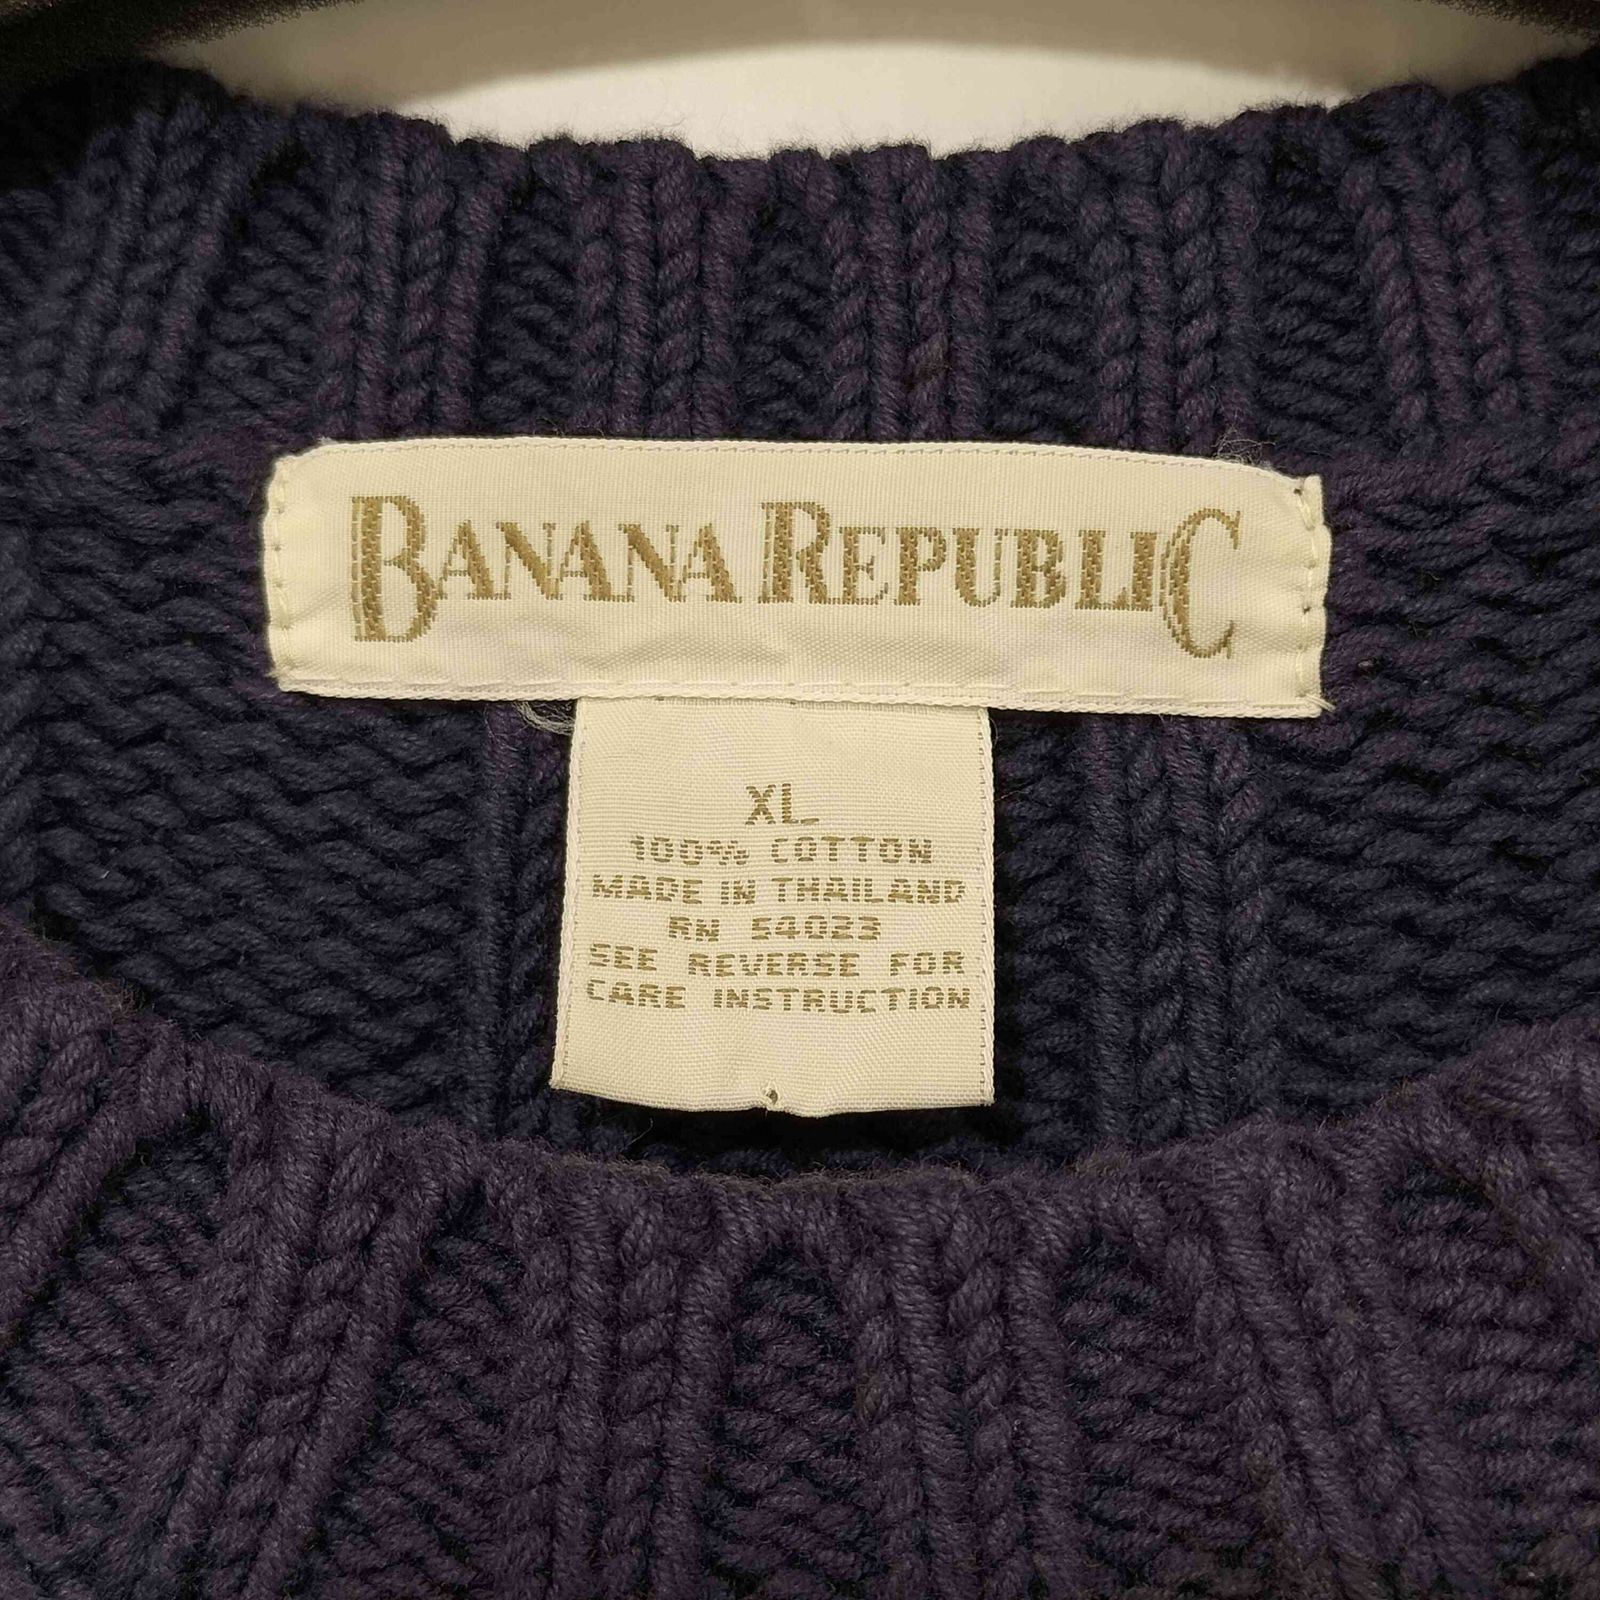 BANANA REPUBLIC
XL
100% COTTON
MADE IN THAILAND
RN 54023
SEE REVERSE FOR
CARE INSTRUCTION